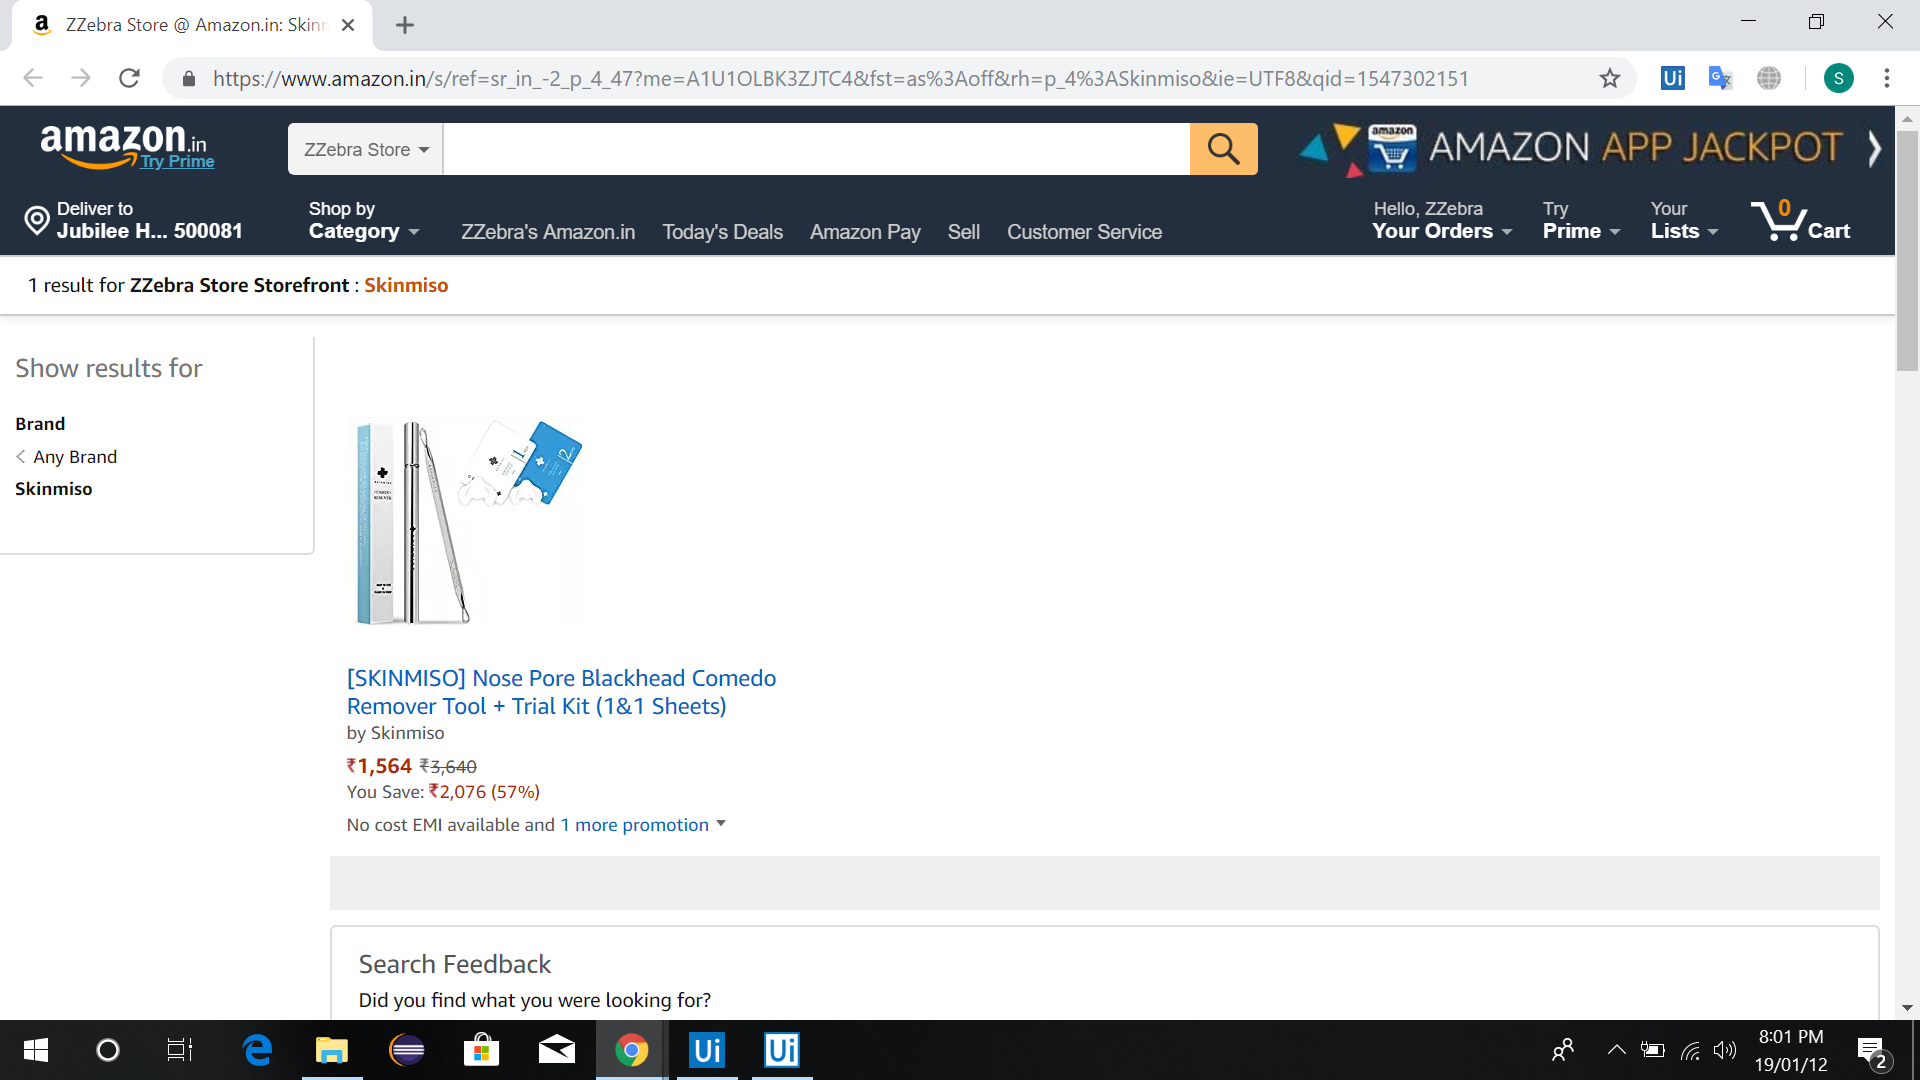 ZZebra Store @ Amazon.in: Skinn
https://www.amazon.in/s/ref=sr_in_-2_p_4_47?me=A1U1OLBK3ZJTC4&fst=as%3Aoff&rh=p_4%3ASkinmiso&ie=UTF8&qid=1547302151
S
amazon.in
Try Prime
ZZebra Store
amazon
AMAZON APP JACKPOT
Deliver to
Jubilee H... 500081
Shop by
Category
ZZebra's Amazon.in
Today's Deals
Amazon Pay
Sell
Customer Service
Hello, ZZebra
Your Orders
Try
Prime
Your
Lists
0
Cart
1 result for ZZebra Store Storefront : Skinmiso
Show results for
Brand
Any Brand
Skinmiso
[SKINMISO] Nose Pore Blackhead Comedo
Remover Tool + Trial Kit (1&1 Sheets)
by Skinmiso
₹1,564 ₹3,640
You Save: ₹2,076 (57%)
No cost EMI available and 1 more promotion
Search Feedback
Did you find what you were looking for?
Ui
Ui
8:01 PM
19/01/12
2